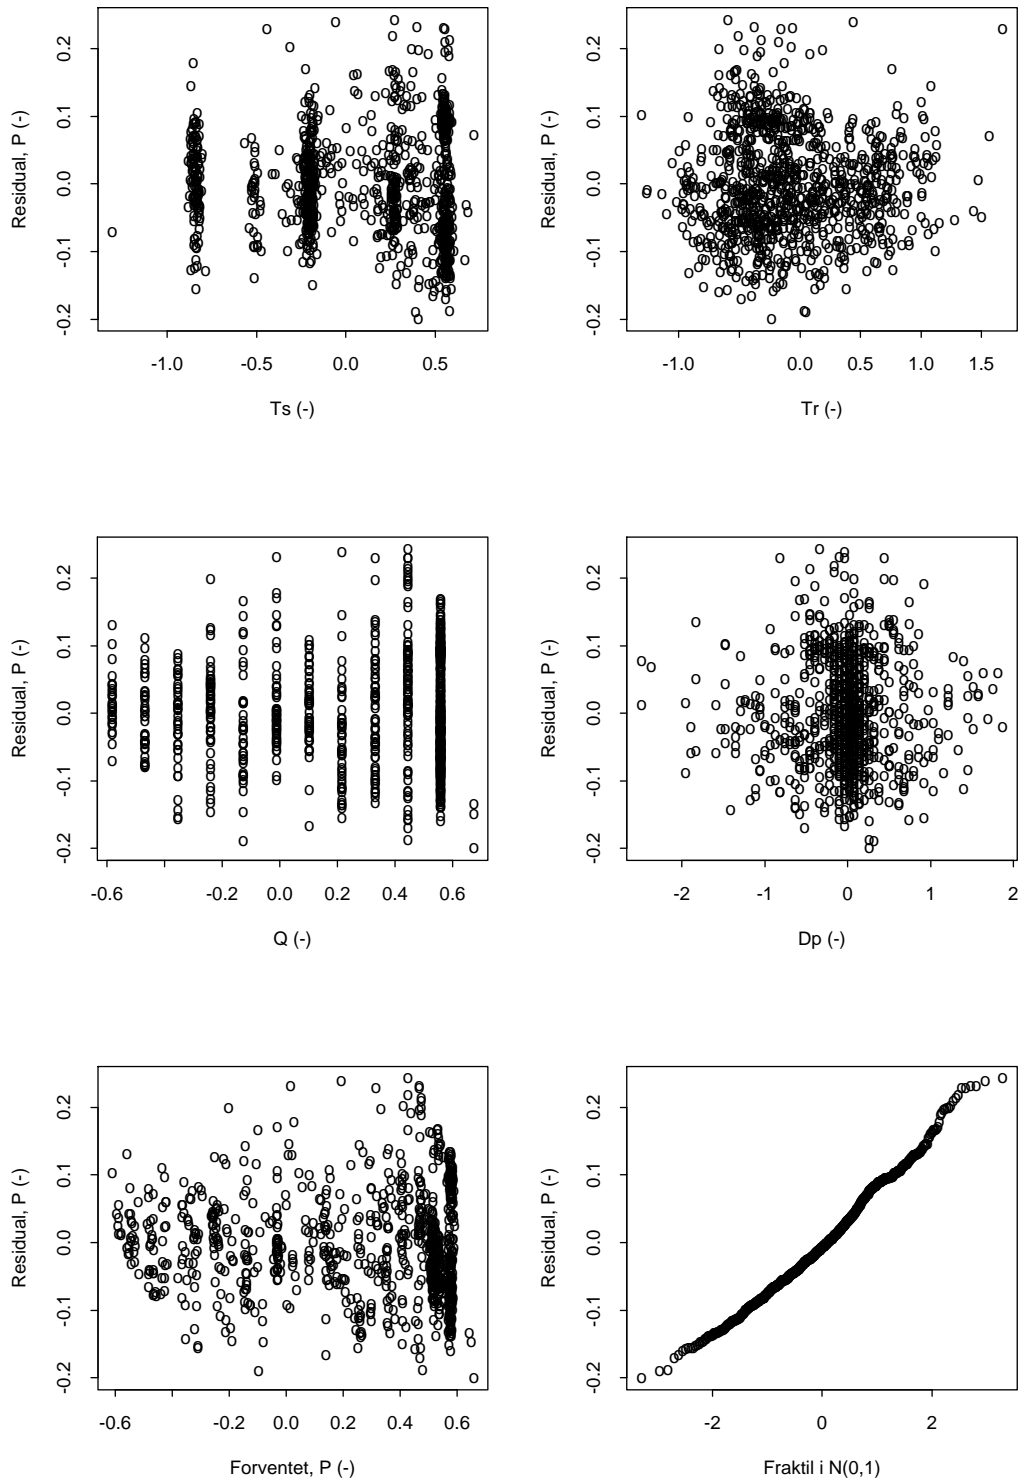 0.2
0.1
0.0
-0.1
-0.2
Residual, P (-)
-1.0 -0.5 0.0 0.5
Ts (-)
0.2
0.1
0.0
-0.1
-0.2
Residual, P (-)
-1.0 0.0 0.5 1.0 1.5
Tr (-)
0.2
0.1
0.0
-0.1
-0.2
Residual, P (-)
-0.6 -0.2 0.0 0.2 0.4 0.6
Q (-)
0.2
0.1
0.0
-0.1
-0.2
Residual, P (-)
-2 -1 0 1 2
Dp (-)
0.2
0.1
0.0
-0.1
-0.2
Residual, P (-)
-0.6 -0.2 0.0 0.2 0.4 0.6
Forventet, P (-)
0.2
0.1
0.0
-0.1
-0.2
Residual, P (-)
-2 0 2
Fraktil i N(0,1)